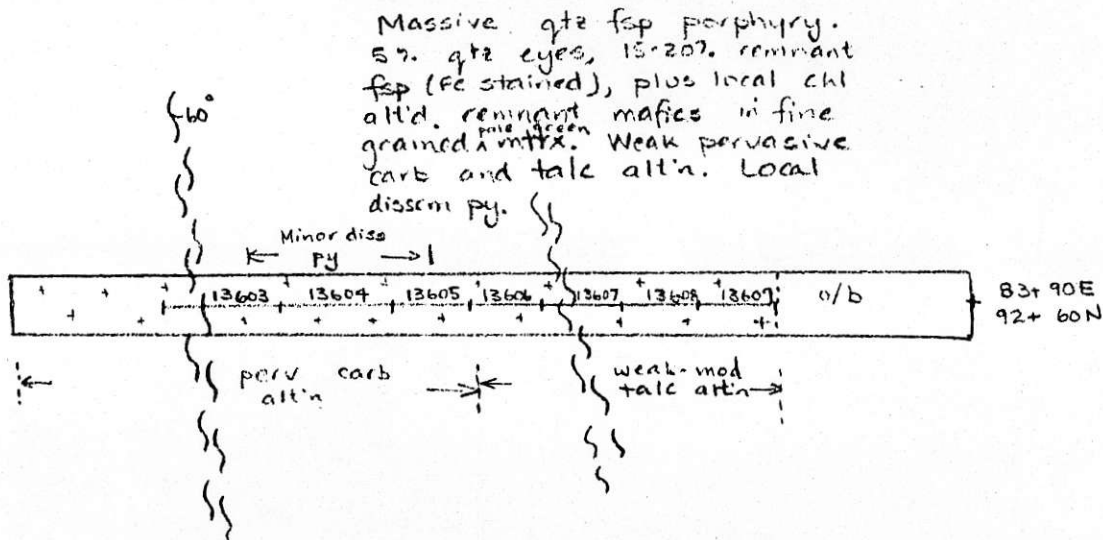 Massive qtz fsp porphyry.
5% qtz eyes, 15-20% remnant
fsp (Fe stained), plus local chl
alt'd. remnant mafics in fine
grained pale green mtrx. Weak pervasive
carb and talc alt'n. Local
dissem py.
60°
Minor diss
py
13603 13604 13605 13606 13607 13608 13609 o/b
83+90E
92+60N
perv carb
alt'n
weak-mod
talc alt'n